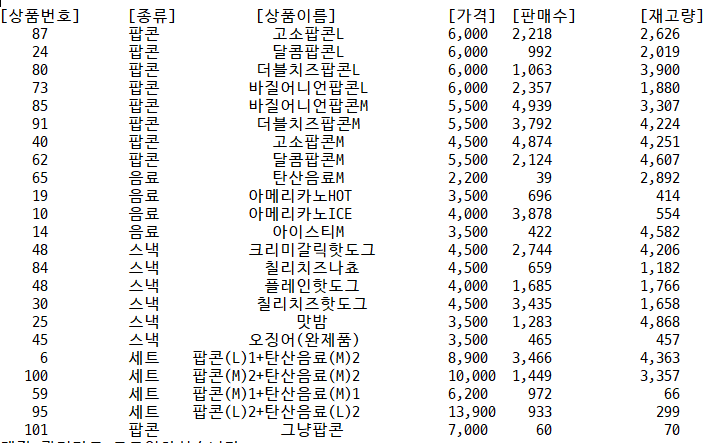 [상품번호] [종류] [상품이름] [가격] [판매수] [재고량]
87 팝콘 고소팝콘L 6,000 2,218 2,626
24 팝콘 달콤팝콘L 6,000 992 2,019
80 팝콘 더블치즈팝콘L 6,000 1,063 3,900
73 팝콘 바질어니언팝콘L 6,000 2,357 1,880
85 팝콘 바질어니언팝콘M 5,500 4,939 3,307
91 팝콘 더블치즈팝콘M 5,500 3,792 4,224
40 팝콘 고소팝콘M 4,500 4,874 4,251
62 팝콘 달콤팝콘M 5,500 2,124 4,607
65 음료 탄산음료M 2,200 39 2,892
19 음료 아메리카노HOT 3,500 696 414
10 음료 아메리카노ICE 4,000 3,878 554
14 음료 아이스티M 3,500 422 4,582
48 스낵 크리미갈릭핫도그 4,500 2,744 4,206
84 스낵 칠리치즈나쵸 4,500 659 1,182
48 스낵 플레인핫도그 4,000 1,685 1,766
30 스낵 칠리치즈핫도그 4,500 3,435 1,658
25 스낵 맛밤 3,500 1,283 4,868
45 스낵 오징어(완제품) 3,500 465 457
6 세트 팝콘(L)1+탄산음료(M)2 8,900 3,466 4,363
100 세트 팝콘(M)2+탄산음료(M)2 10,000 1,449 3,357
59 세트 팝콘(M)1+탄산음료(M)1 6,200 972 66
95 세트 팝콘(L)2+탄산음료(L)2 13,900 933 299
101 팝콘 그냥팝콘 7,000 60 70